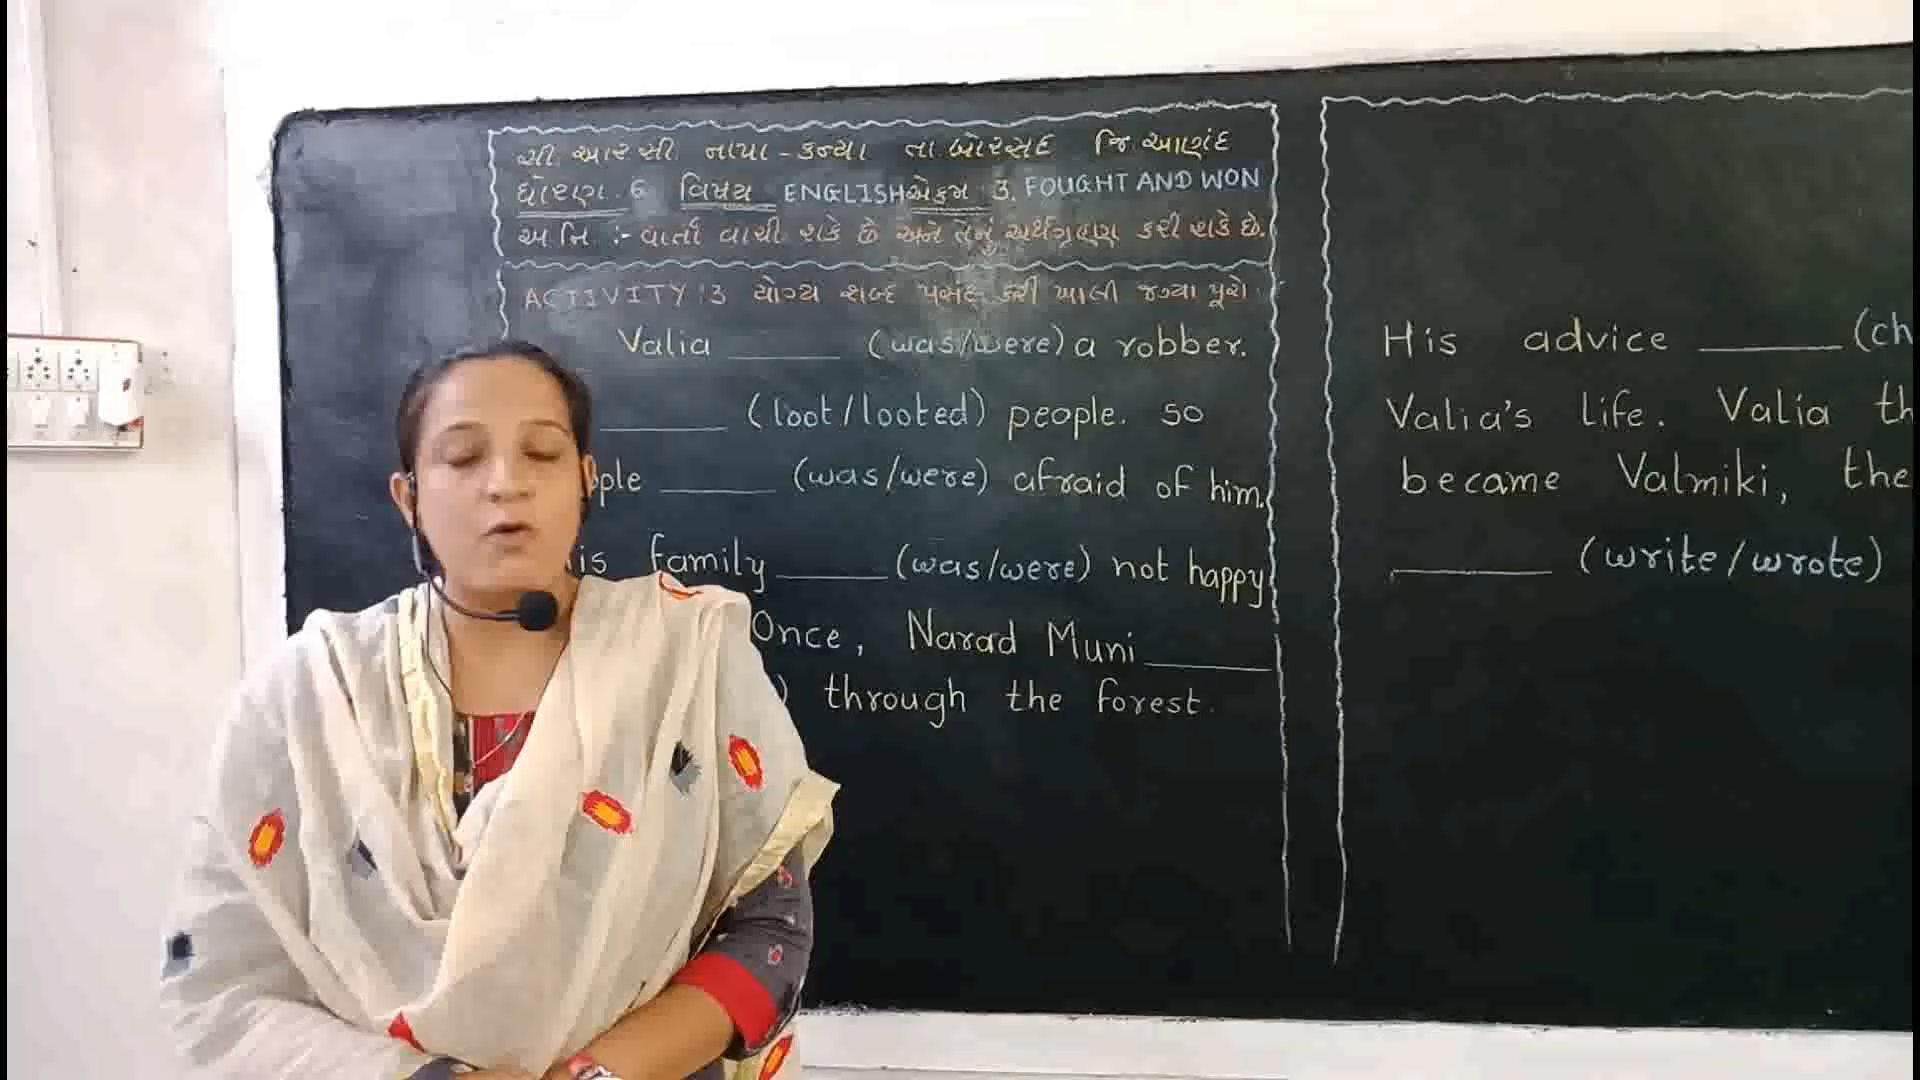 સી. આર. સી. નાપા - કન્યા તા બોરસદ જિ. આણંદ
ધોરણ 6 વિષય ENGLISH એકમ 3. FOUGHT AND WON
અ. નિ. :- વાર્તા વાંચી શકે છે અને તેનું અર્થગ્રહણ કરી શકે છે.
ACTIVITY : 3 યોગ્ય શબ્દ પસંદ કરી ખાલી જગ્યા પૂરો.
Valia ______ (was/were) a robber.
______ (loot/looted) people. so
ople ______ (was/were) afraid of him.
is family ______ (was/were) not happy
Once, Narad Muni ______
) through the forest.
His advice ______ (ch
Valia's life. Valia th
became Valmiki, the
______ (write/wrote)